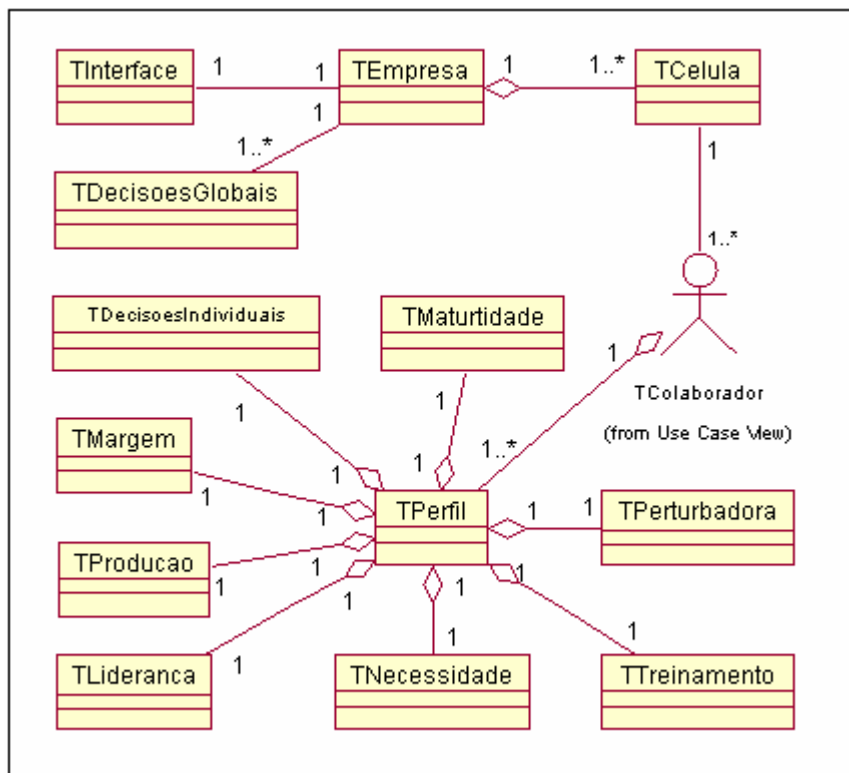 TInterface
1
1
TEmpresa
1
1..*
TCelula
1
1..*
TDecisoesGlobais
1
1..*
TDecisoesIndividuais
TMaturtidade
1
TColaborador
(from Use Case View)
1
1
1..*
TMargem
1
1
1
TPerfil
1
1
TPerturbadora
TProducao
1
1
1
1
1
TLideranca
1
TNecessidade
1
TTreinamento
1